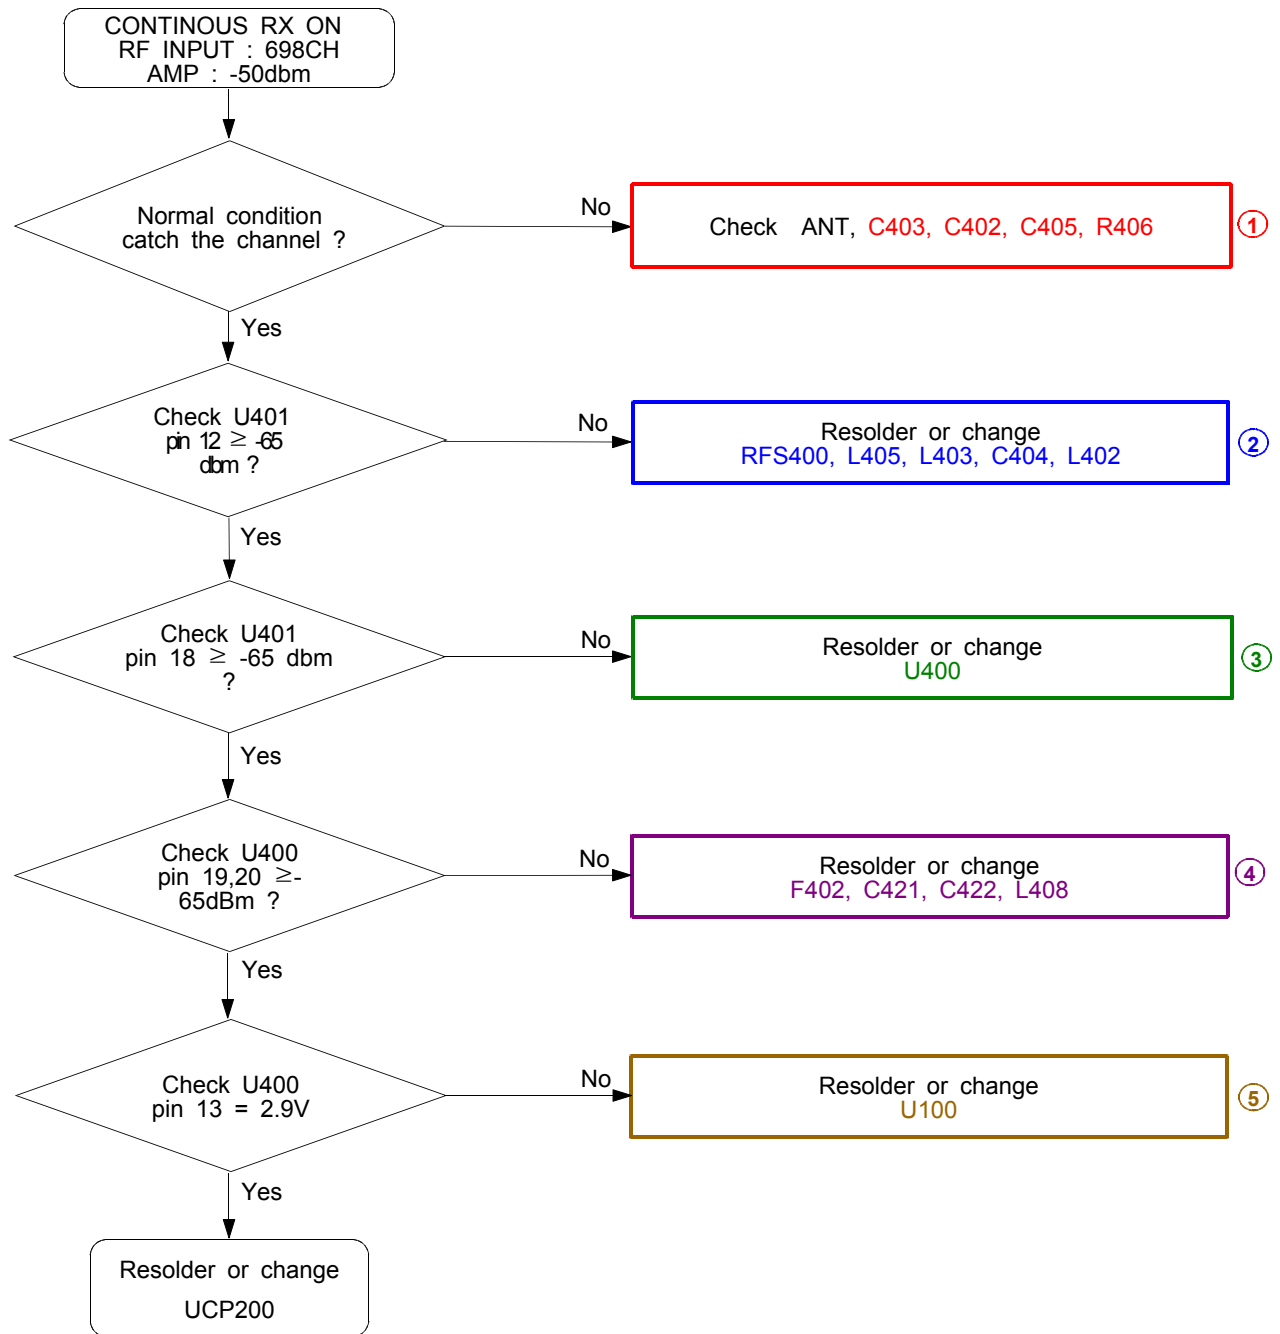 CONTINOUS RX ON
RF INPUT : 698CH
AMP : -50dbm
Normal condition
catch the channel ?
No
Check ANT, C403, C402, C405, R406
1
Yes
Check U401
pin 12 ≥ -65
dbm ?
No
Resolder or change
RFS400, L405, L403, C404, L402
2
Yes
Check U401
pin 18 ≥ -65 dbm
?
No
Resolder or change
U400
3
Yes
Check U400
pin 19,20 ≥-
65dBm ?
No
Resolder or change
F402, C421, C422, L408
4
Yes
Check U400
pin 13 = 2.9V
No
Resolder or change
U100
5
Yes
Resolder or change
UCP200